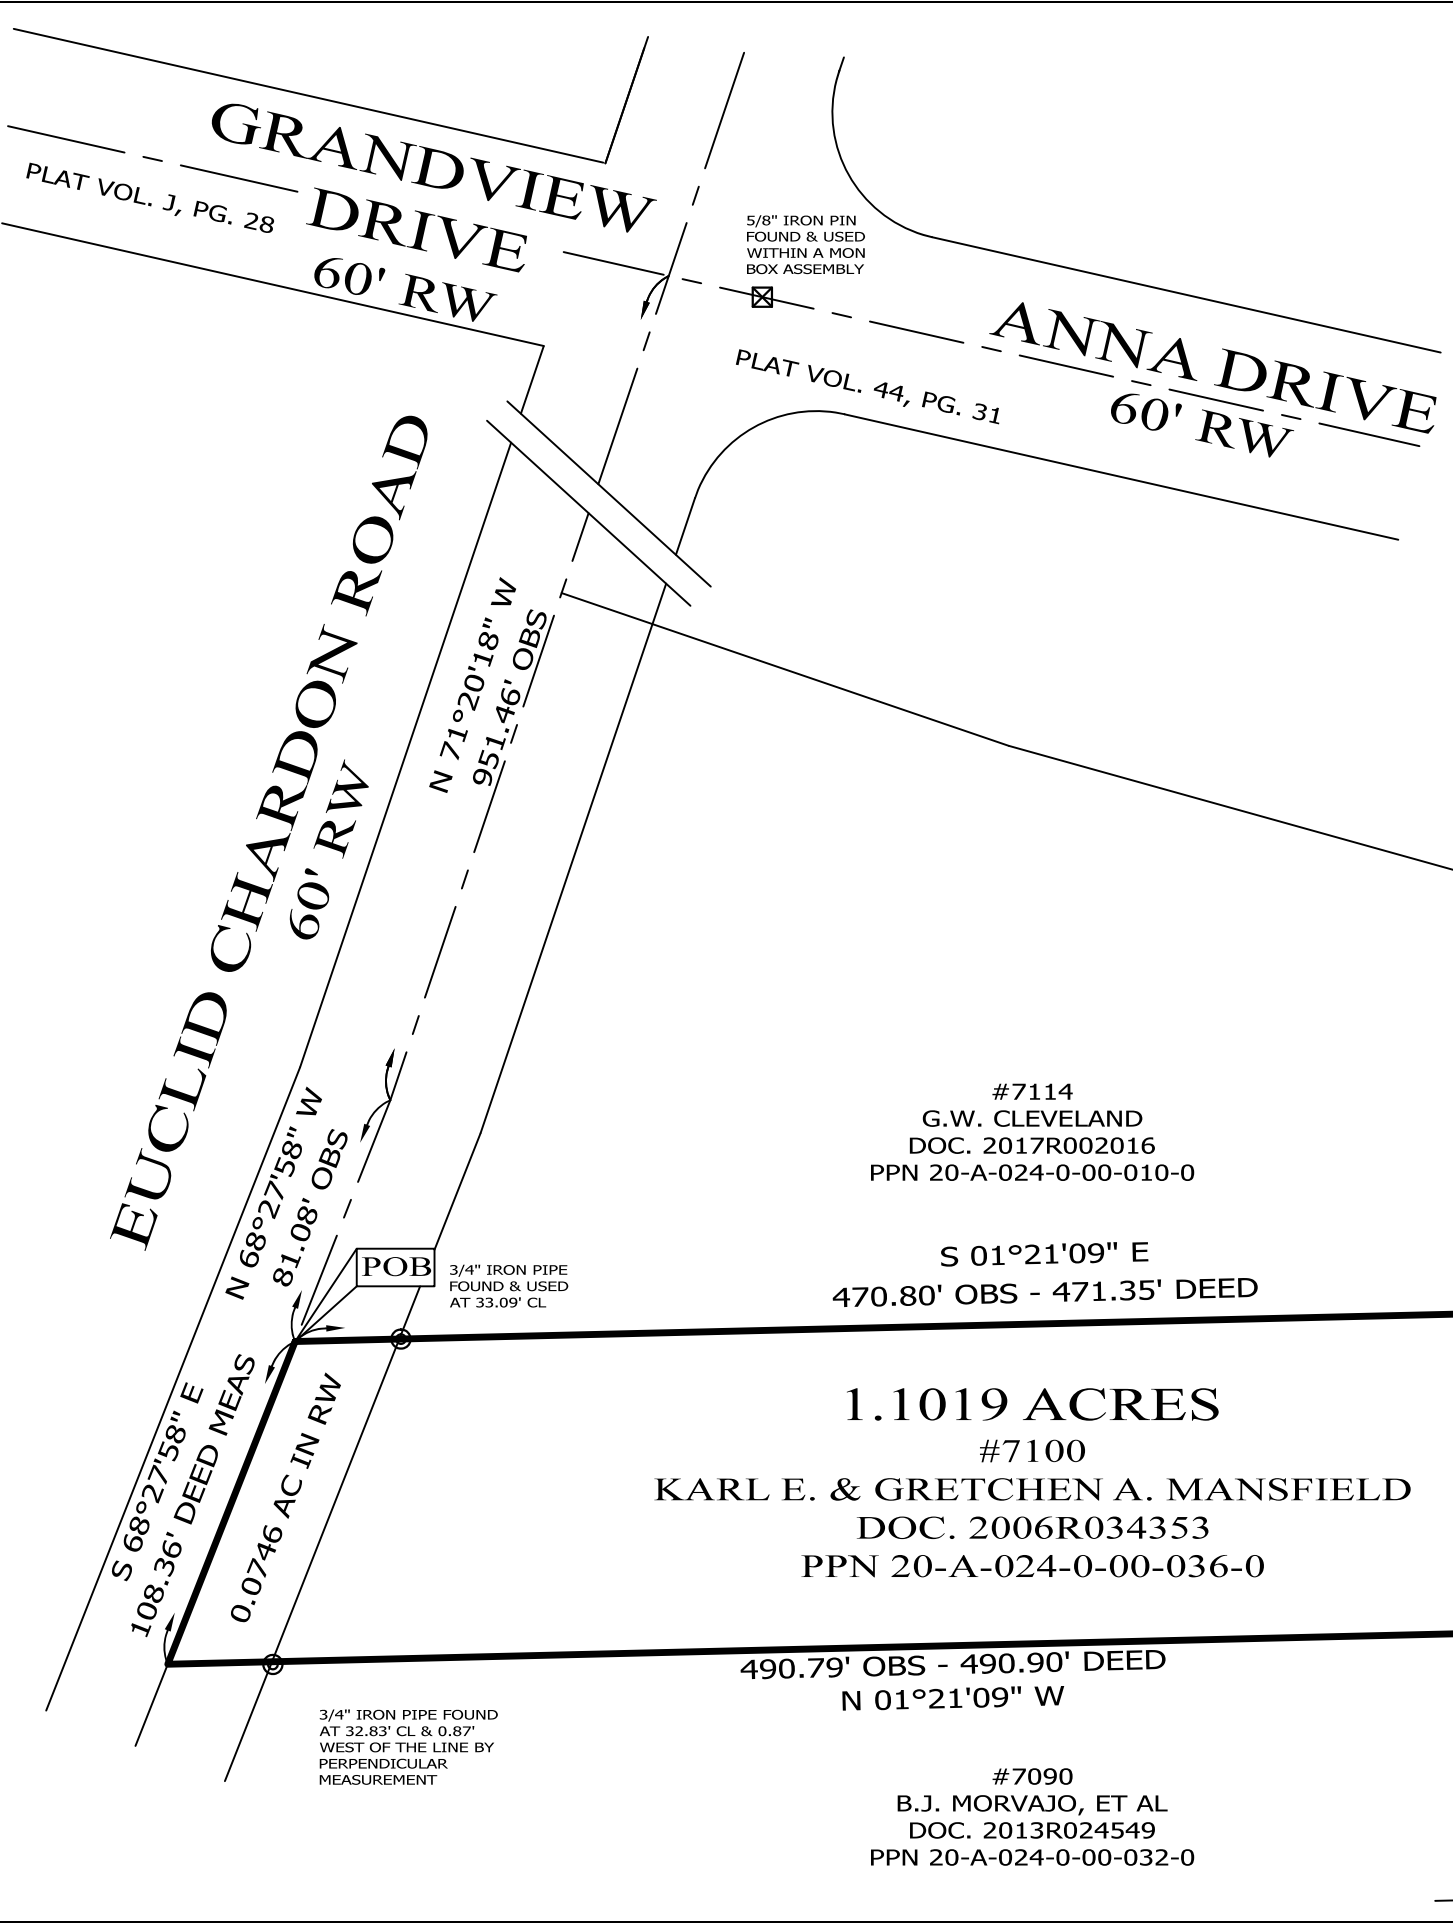 GRANDVIEW
DRIVE
60' RW
PLAT VOL. J, PG. 28
5/8" IRON PIN
FOUND & USED
WITHIN A MON
BOX ASSEMBLY
ANNA DRIVE
60' RW
PLAT VOL. 44, PG. 31
EUCLID CHARDON ROAD
60' RW
N 71°20'18" W
951.46' OBS
#7114
G.W. CLEVELAND
DOC. 2017R002016
PPN 20-A-024-0-00-010-0
N 68°27'58" W
81.08' OBS
POB
3/4" IRON PIPE
FOUND & USED
AT 33.09' CL
S 01°21'09" E
470.80' OBS - 471.35' DEED
S 68°27'58" E
108.36' DEED MEAS
0.0746 AC IN RW
1.1019 ACRES
#7100
KARL E. & GRETCHEN A. MANSFIELD
DOC. 2006R034353
PPN 20-A-024-0-00-036-0
490.79' OBS - 490.90' DEED
N 01°21'09" W
3/4" IRON PIPE FOUND
AT 32.83' CL & 0.87'
WEST OF THE LINE BY
PERPENDICULAR
MEASUREMENT
#7090
B.J. MORVAJO, ET AL
DOC. 2013R024549
PPN 20-A-024-0-00-032-0